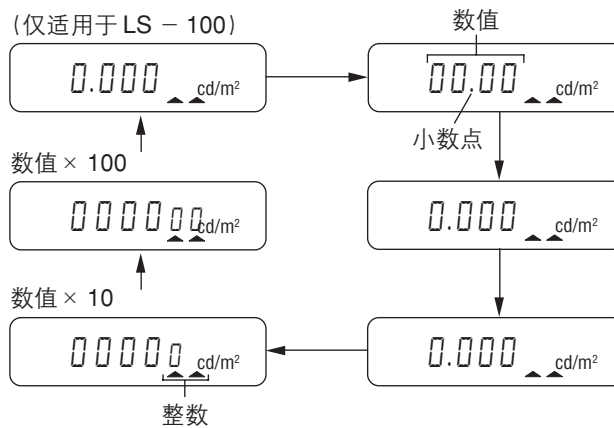 (仅适用于 LS － 100)
0.000 cd/m²
数值
00.00 cd/m²
小数点
数值 × 100
000000 cd/m²
0.000 cd/m²
数值 × 10
00000 cd/m²
整数
0.000 cd/m²